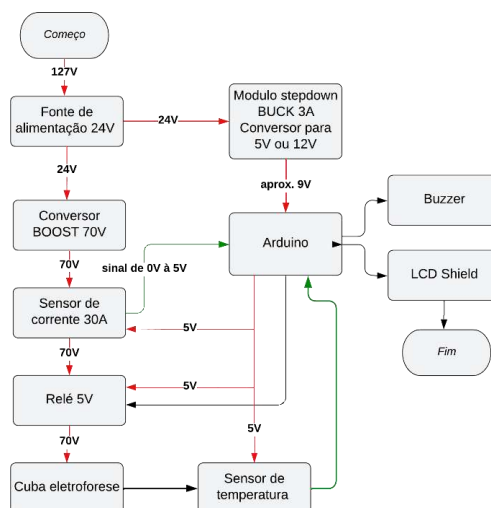 Começo
127V
Fonte de
alimentação 24V
24V
Modulo stepdown
BUCK 3A
Conversor para
5V ou 12V
24V
aprox. 9V
Conversor
BOOST 70V
Arduino
Buzzer
70V
sinal de 0V à 5V
LCD Shield
Sensor de
corrente 30A
5V
Fim
70V
Relé 5V
5V
70V
5V
Cuba eletroforese
Sensor de
temperatura